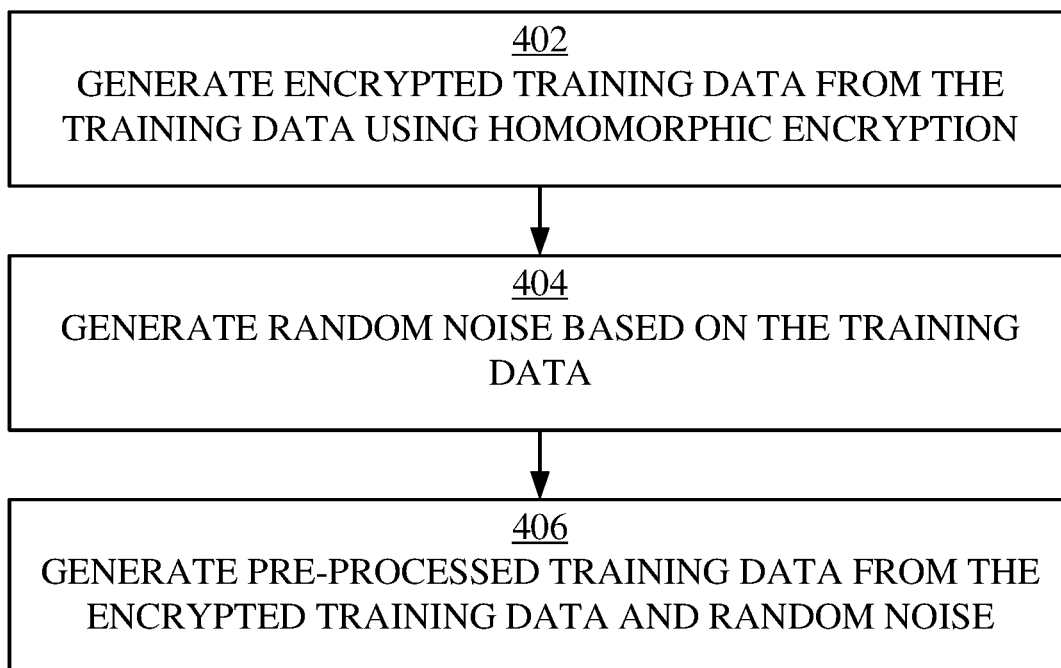 402
GENERATE ENCRYPTED TRAINING DATA FROM THE
TRAINING DATA USING HOMOMORPHIC ENCRYPTION
404
GENERATE RANDOM NOISE BASED ON THE TRAINING
DATA
406
GENERATE PRE-PROCESSED TRAINING DATA FROM THE
ENCRYPTED TRAINING DATA AND RANDOM NOISE